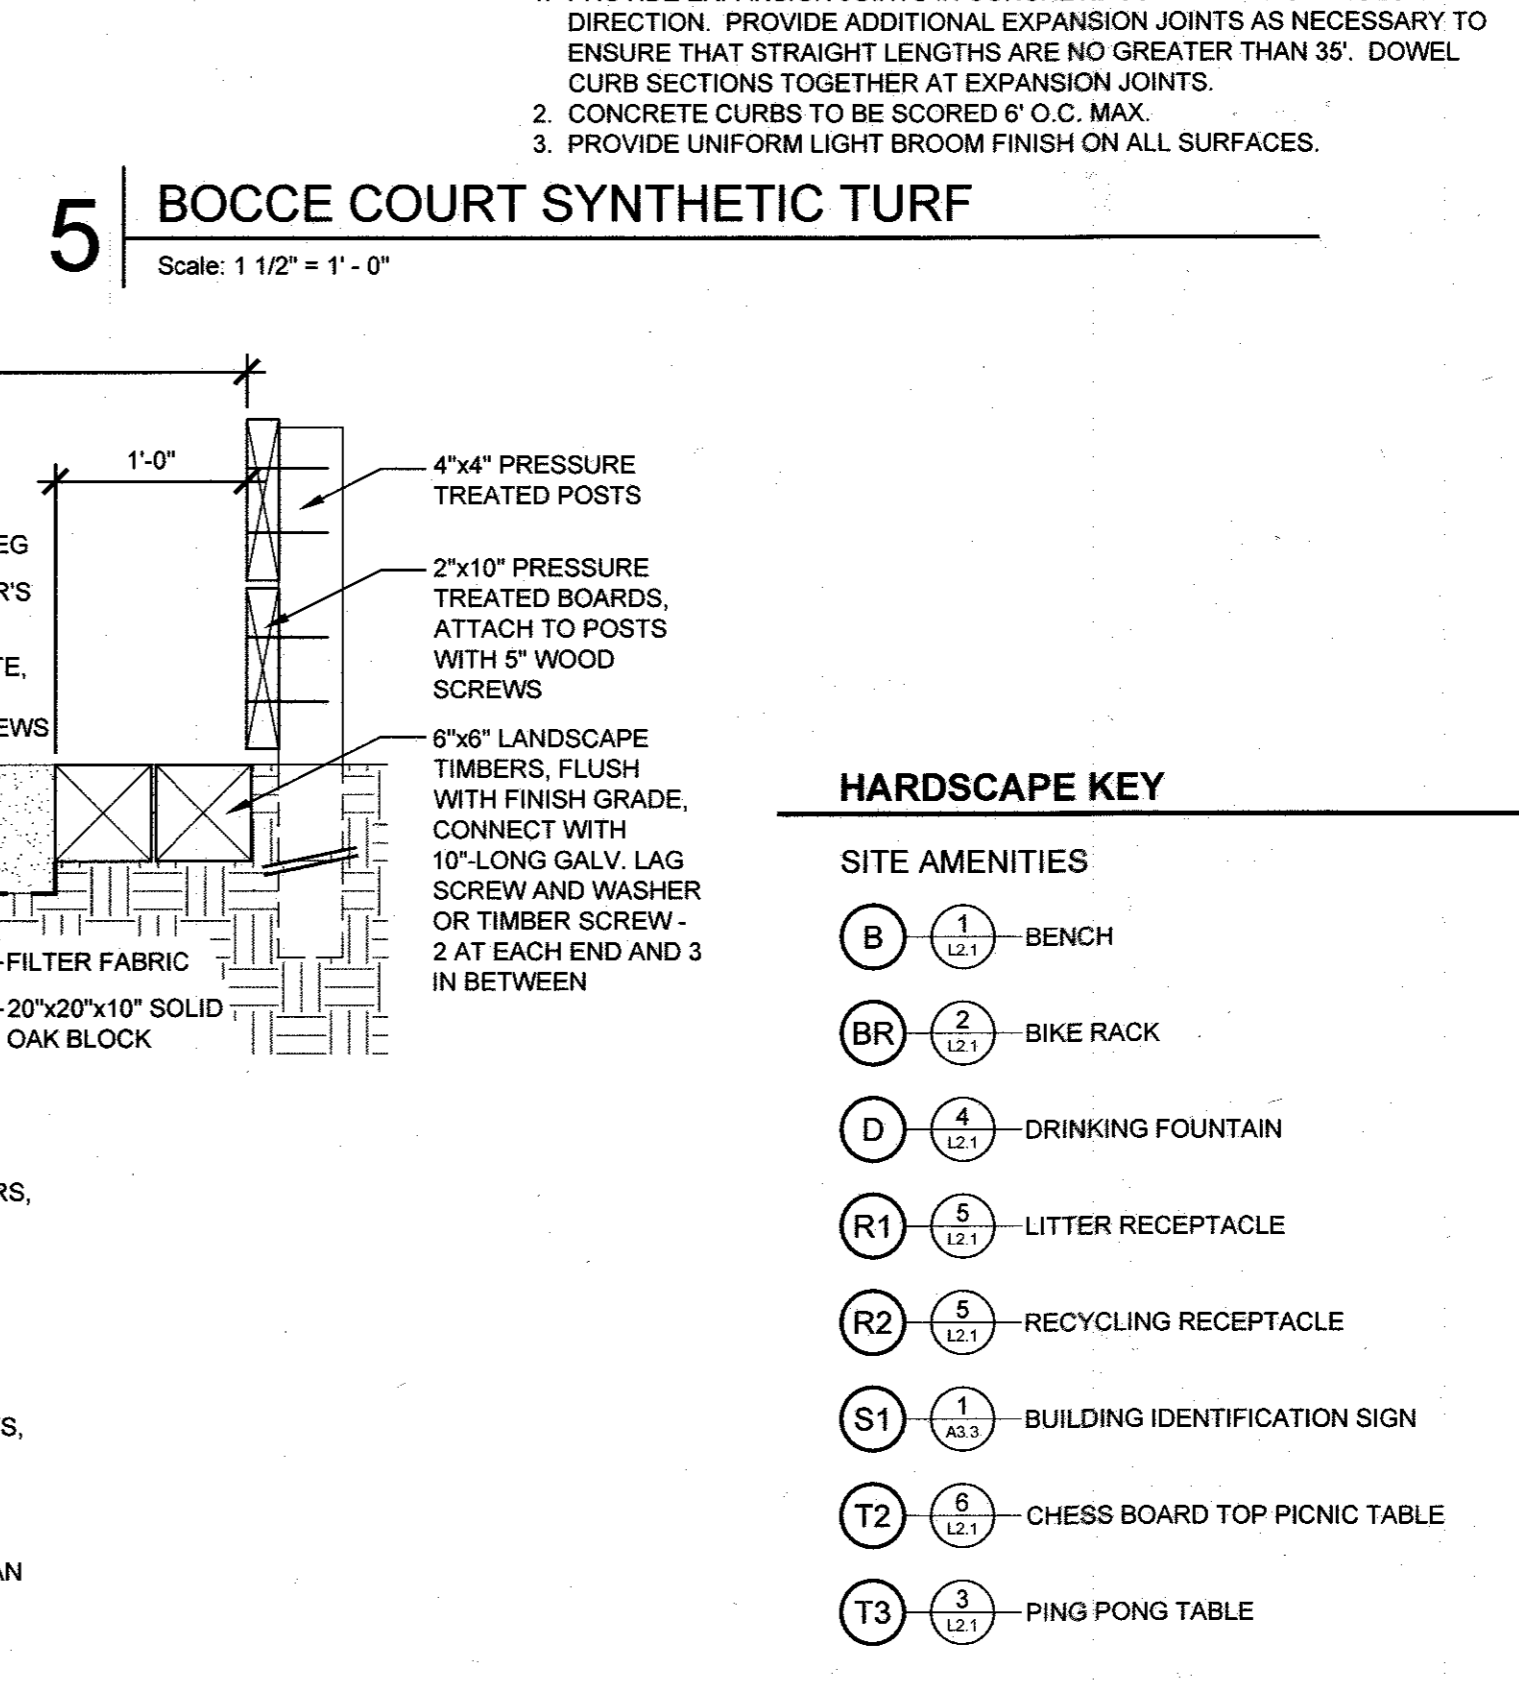 DIRECTION. PROVIDE ADDITIONAL EXPANSION JOINTS AS NECESSARY TO
ENSURE THAT STRAIGHT LENGTHS ARE NO GREATER THAN 35'. DOWEL
CURB SECTIONS TOGETHER AT EXPANSION JOINTS.
2. CONCRETE CURBS TO BE SCORED 6' O.C. MAX.
3. PROVIDE UNIFORM LIGHT BROOM FINISH ON ALL SURFACES.
5
BOCCE COURT SYNTHETIC TURF
Scale: 1 1/2" = 1' - 0"
1'-0"
4"x4" PRESSURE
TREATED POSTS
EG
R'S
TE,
EWS
2"x10" PRESSURE
TREATED BOARDS,
ATTACH TO POSTS
WITH 5" WOOD
SCREWS
6"x6" LANDSCAPE
TIMBERS, FLUSH
WITH FINISH GRADE,
CONNECT WITH
10"-LONG GALV. LAG
SCREW AND WASHER
OR TIMBER SCREW -
2 AT EACH END AND 3
IN BETWEEN
FILTER FABRIC
20"x20"x10" SOLID
OAK BLOCK
RS,
S,
AN
HARDSCAPE KEY
SITE AMENITIES
B 1 L2.1 BENCH
BR 2 L2.1 BIKE RACK
D 4 L2.1 DRINKING FOUNTAIN
R1 5 L2.1 LITTER RECEPTACLE
R2 5 L2.1 RECYCLING RECEPTACLE
S1 1 A3.3 BUILDING IDENTIFICATION SIGN
T2 6 L2.1 CHESS BOARD TOP PICNIC TABLE
T3 3 L2.1 PING PONG TABLE